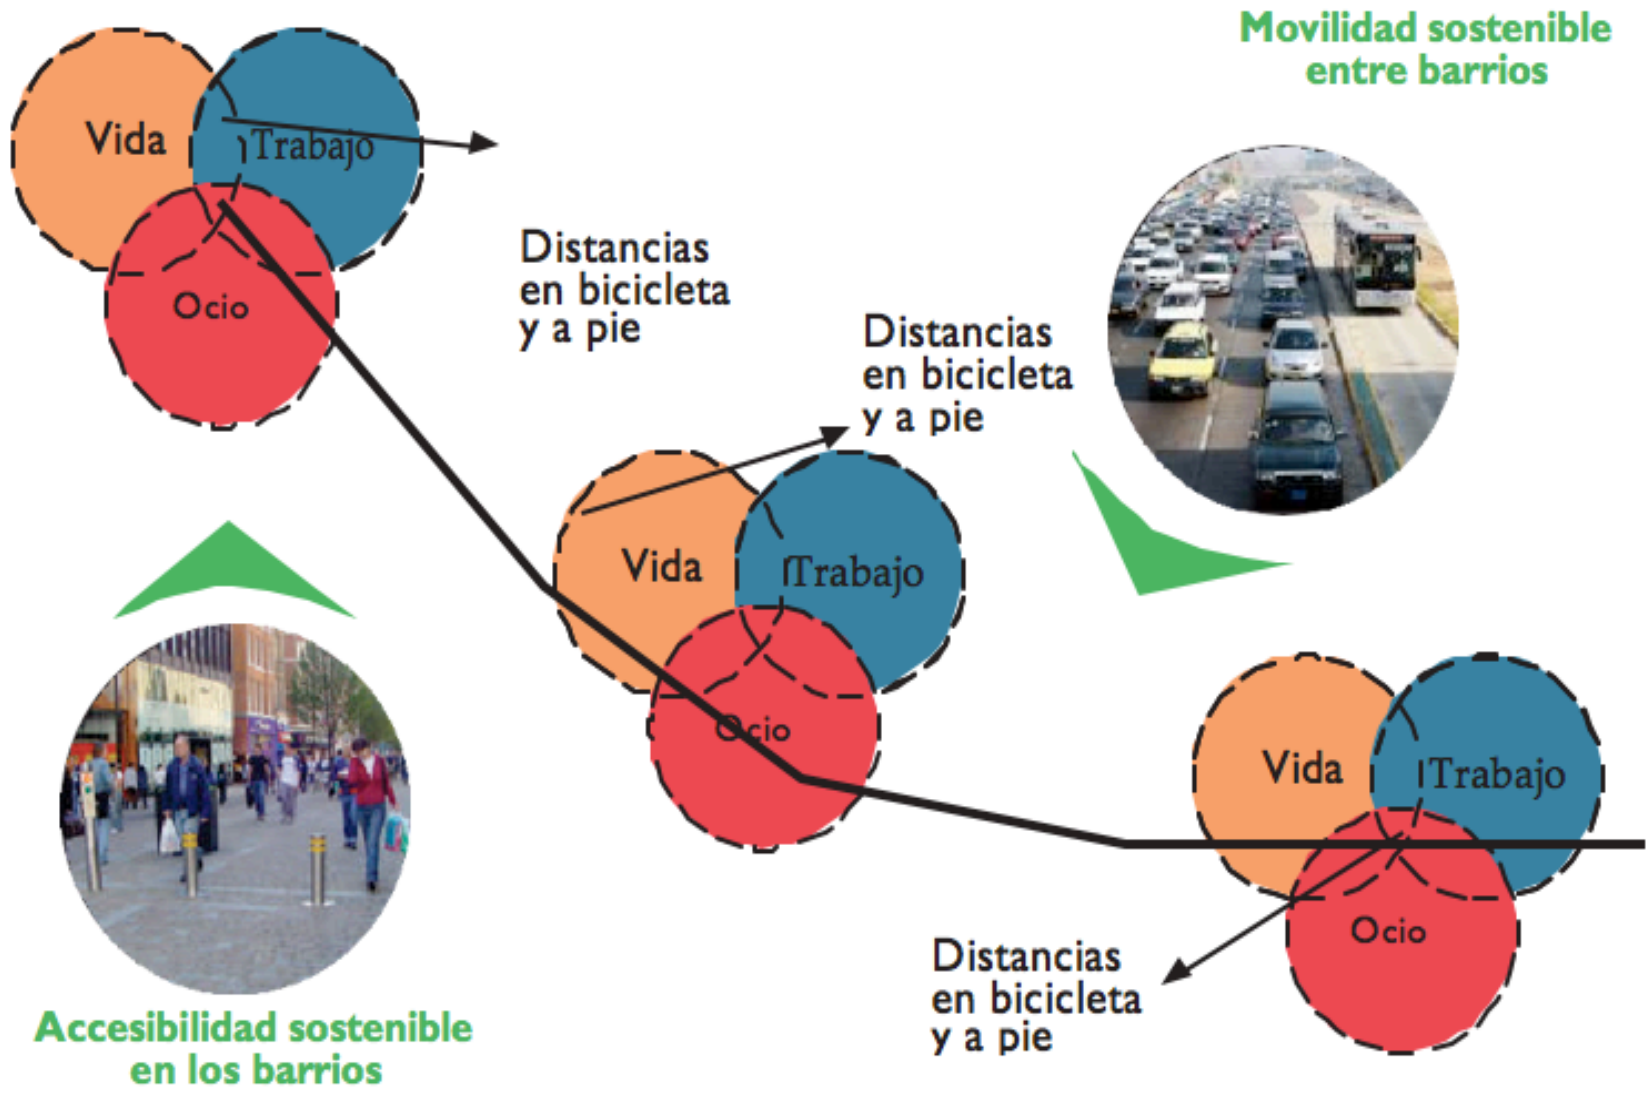 Movilidad sostenible
entre barrios
Vida
Trabajo
Ocio
Distancias
en bicicleta
y a pie
Distancias
en bicicleta
y a pie
Vida
Trabajo
Ocio
Vida
Trabajo
Ocio
Distancias
en bicicleta
y a pie
Accesibilidad sostenible
en los barrios